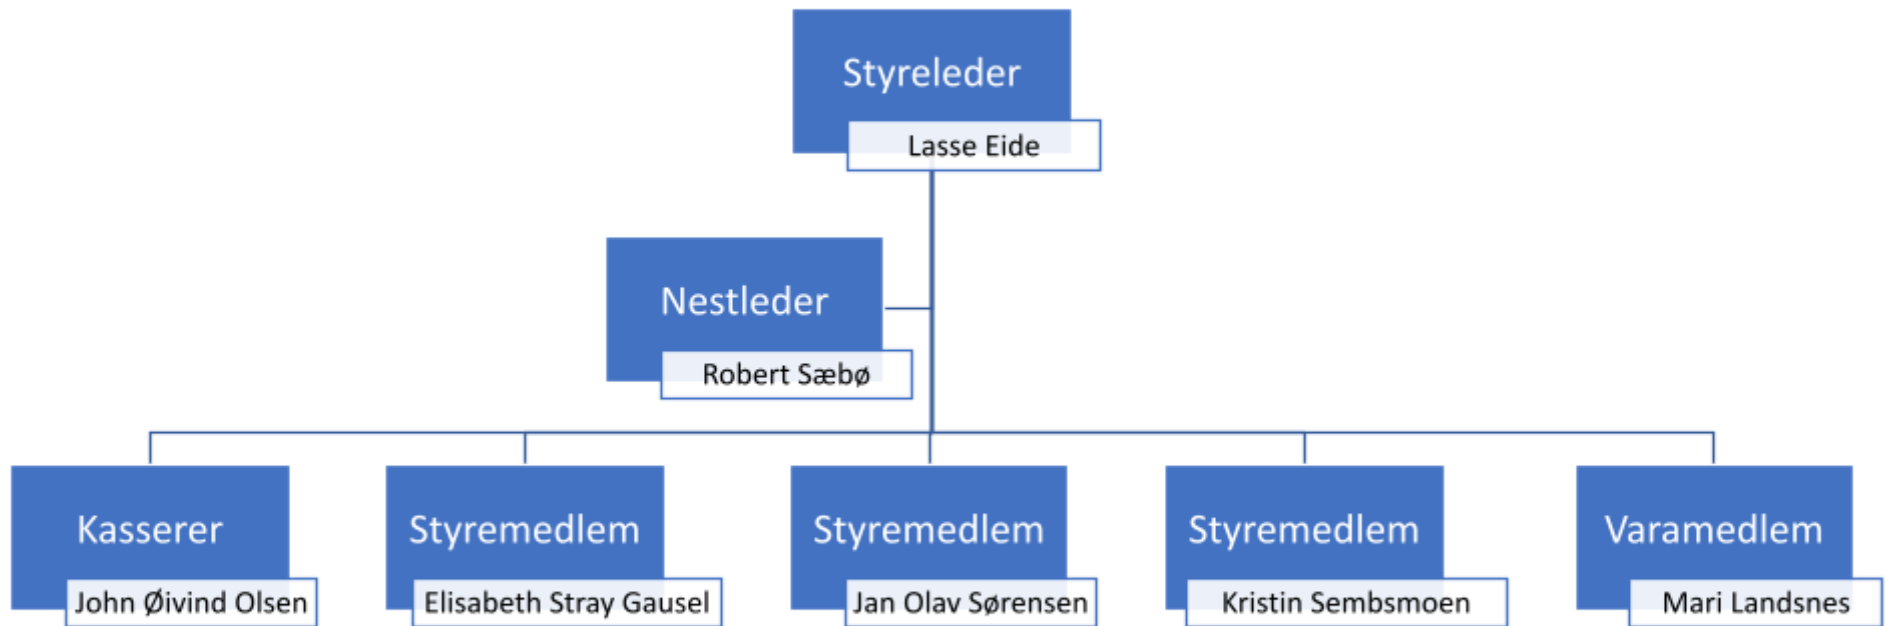 Styreleder
Lasse Eide
Nestleder
Robert Sæbø
Kasserer
John Øivind Olsen
Styremedlem
Elisabeth Stray Gausel
Styremedlem
Jan Olav Sørensen
Styremedlem
Kristin Sembsmoen
Varamedlem
Mari Landsnes